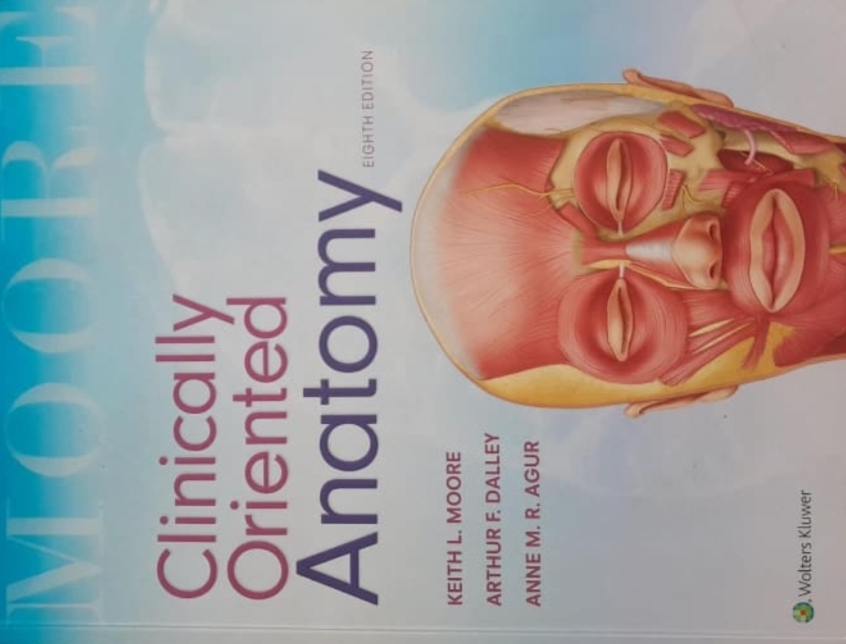 MOORE
Clinically
Oriented
Anatomy
EIGHTH EDITION
KEITH L. MOORE
ARTHUR F. DALLEY
ANNE M. R. AGUR
Wolters Kluwer